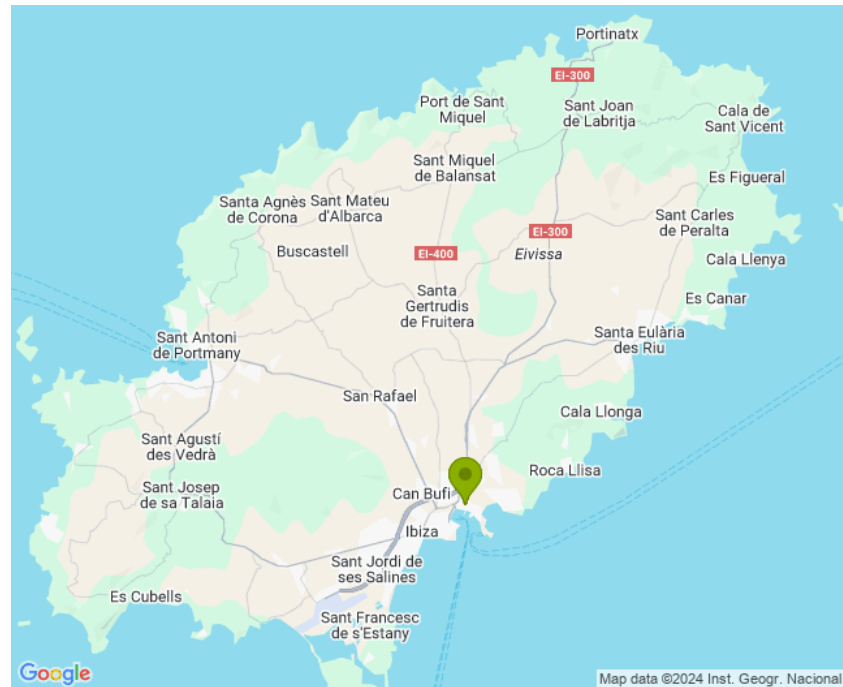 Portinatx
EI-300
Port de Sant
Miquel
Sant Joan
de Labritja
Cala de
Sant Vicent
Sant Miquel
de Balansat
Es Figueral
Santa Agnès
de Corona
Sant Mateu
d'Albarca
Sant Carles
de Peralta
EI-300
Buscastell
EI-400
Eivissa
Cala Llenya
Santa
Gertrudis
de Fruitera
Es Canar
Sant Antoni
de Portmany
Santa Eulària
des Riu
San Rafael
Cala Llonga
Sant Agustí
des Vedrà
Roca Llisa
Sant Josep
de sa Talaia
Can Bufí
Ibiza
Sant Jordi de
ses Salines
Es Cubells
Sant Francesc
de s'Estany
Google
Map data ©2024 Inst. Geogr. Nacional